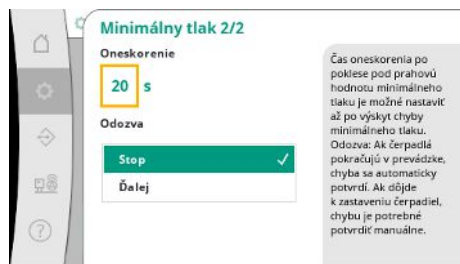 Minimálny tlak 2/2
Oneskorenie
20 s
Odozva
Stop
Ďalej
Čas oneskorenia po
poklese pod prahovú
hodnotu minimálneho
tlaku je možné nastaviť
až po výskyt chyby
minimálneho tlaku.
Odozva: Ak čerpadlá
pokračujú v prevádzke,
chyba sa automaticky
potvrdí. Ak dôjde
k zastaveniu čerpadiel,
chybu je potrebné
potvrdiť manuálne.